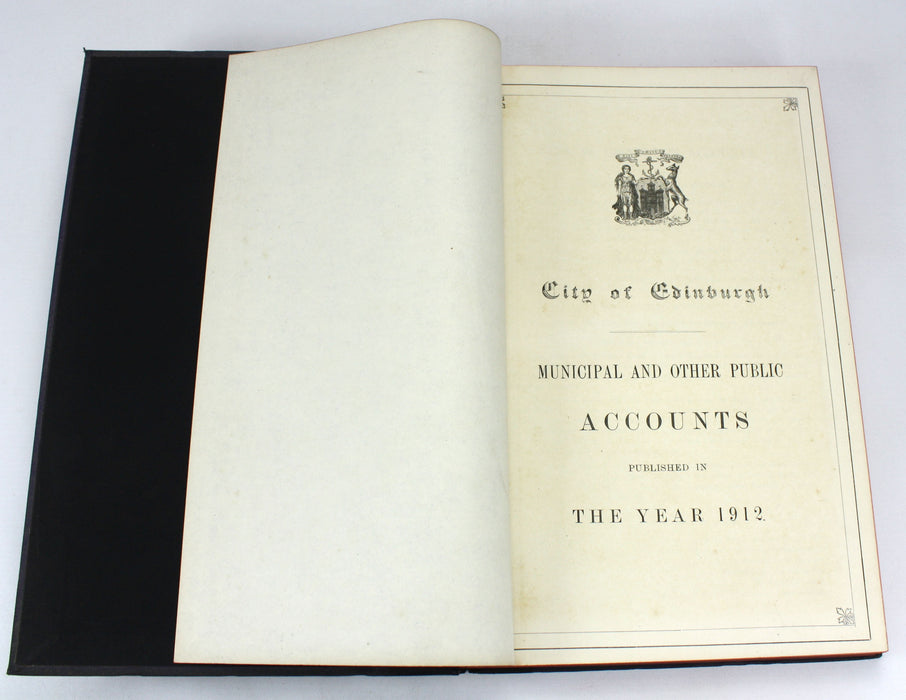 City of Edinburgh
MUNICIPAL AND OTHER PUBLIC
ACCOUNTS
PUBLISHED IN
THE YEAR 1912.